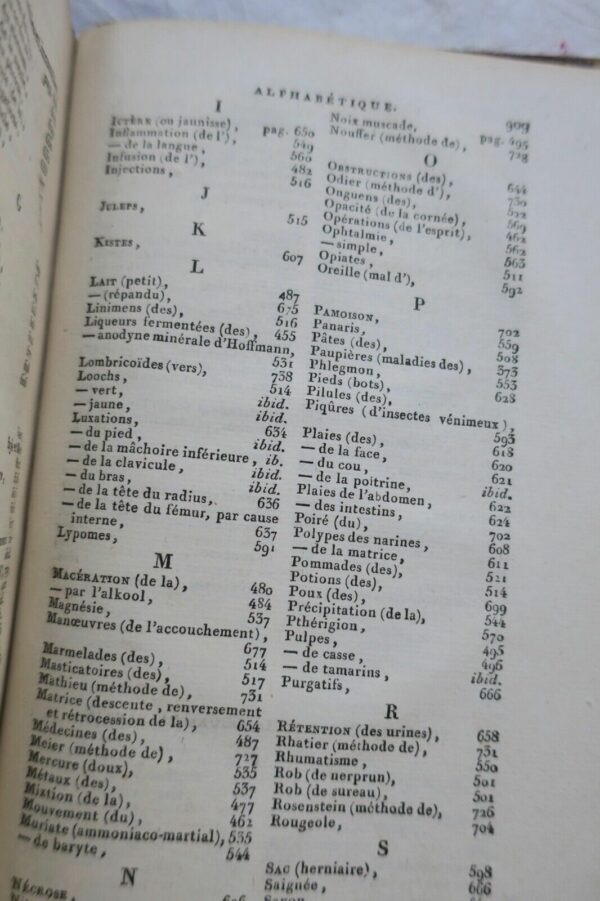 ALPHABÉTIQUE.
909
I
ICTÈRE (ou jaunisse),
pag. 650
Inflammation (de l'),
549
— de la langue,
560
Infusion (de l'),
482
Injections,
516
J
JULEPS,
515
K
KISTES,
607
L
LAIT (petit),
487
— (répandu),
675
Linimens (des),
516
Liqueurs fermentées (des), 455
— anodyne minérale d'Hoffmann,
531
Lombricoïdes (vers),
738
Loochs,
514
— vert,
ibid.
— jaune,
ibid.
Luxations,
634
— du pied,
ibid.
— de la mâchoire inférieure, ib.
— de la clavicule,
ibid.
— du bras,
ibid.
— de la tête du radius,
636
— de la tête du fémur, par cause
interne,
637
Lypomes,
591
M
MACÉRATION (de la),
480
— par l'alkool,
484
Magnésie,
537
Manœuvres (de l'accouchement),
677
Marmelades (des),
514
Masticatoires (des),
517
Mathieu (méthode de),
731
Matrice (descente, renversement
et rétrocession de la),
654
Médecines (des),
487
Meier (méthode de),
727
Mercure (doux),
535
Métaux (des),
537
Mixtion (de la),
477
Mouvement (du),
462
Muriate (ammoniaco-martial), 535
— de baryte,
544
N
NÉCROSE,
Noix muscade,
pag. 495
Nouffer (méthode de),
728
O
OBSTRUCTIONS (des),
644
Odier (méthode d'),
730
Onguens (des),
522
Opacité (de la cornée),
569
Opérations (de l'esprit),
462
Ophtalmie,
562
— simple,
563
Opiates,
511
Oreille (mal d'),
592
P
PAMOISON,
702
Panaris,
559
Pâtes (des),
508
Paupières (maladies des),
373
Phlegmon,
553
Pieds (bots),
628
Pilules (des),
Piqûres (d'insectes vénimeux),
593
Plaies (des),
618
— de la face,
620
— du cou,
621
— de la poitrine,
ibid.
Plaies de l'abdomen,
622
— des intestins,
624
Poiré (du),
702
Polypes des narines,
608
— de la matrice,
611
Pommades (des),
521
Potions (des),
514
Poux (des),
699
Précipitation (de la),
544
Pthérigion,
570
Pulpes,
495
— de casse,
496
— de tamarins,
ibid.
Purgatifs,
666
R
RÉTENTION (des urines),
658
Rhatier (méthode de),
731
Rhumatisme,
550
Rob (de nerprun),
501
Rob (de sureau),
501
Rosenstein (méthode de),
726
Rougeole,
704
S
SAC (herniaire),
598
Saignée,
666